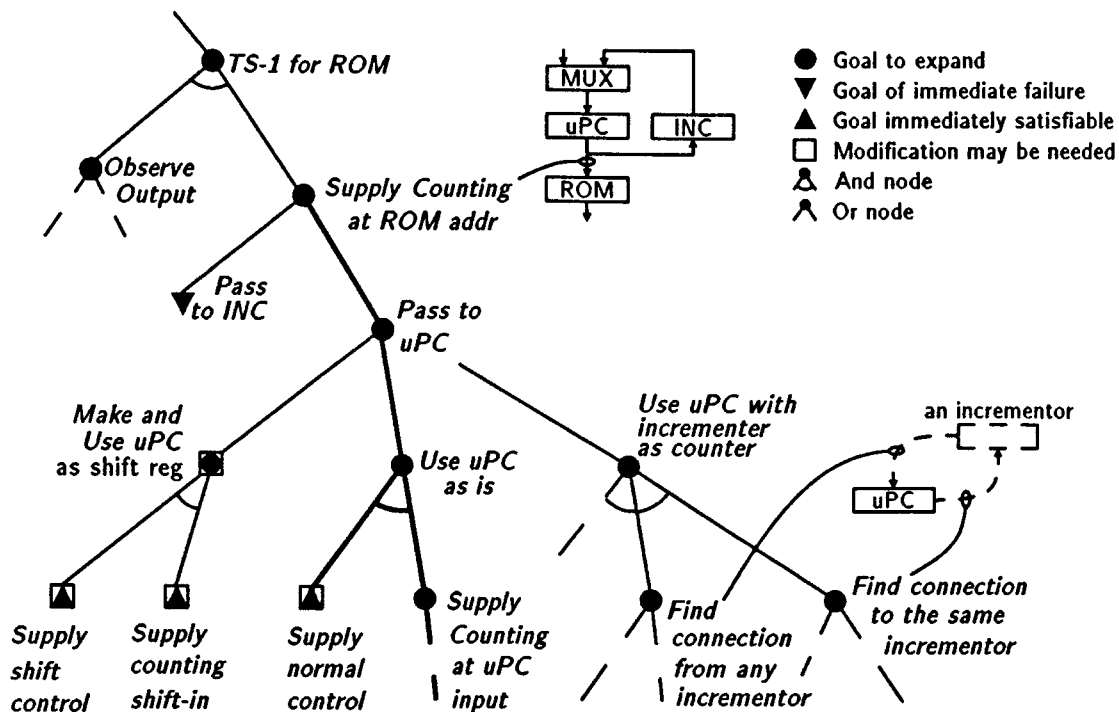 TS-1 for ROM
Observe
Output
Supply Counting
at ROM addr
MUX
uPC
INC
ROM
Goal to expand
Goal of immediate failure
Goal immediately satisfiable
Modification may be needed
And node
Or node
Pass
to INC
Pass to
uPC
Make and
Use uPC
as shift reg
Use uPC
as is
Use uPC with
incrementer
as counter
an incrementor
uPC
Supply
shift
control
Supply
counting
shift-in
Supply
normal
control
Supply
Counting
at uPC
input
Find
connection
from any
incrementor
Find connection
to the same
incrementor